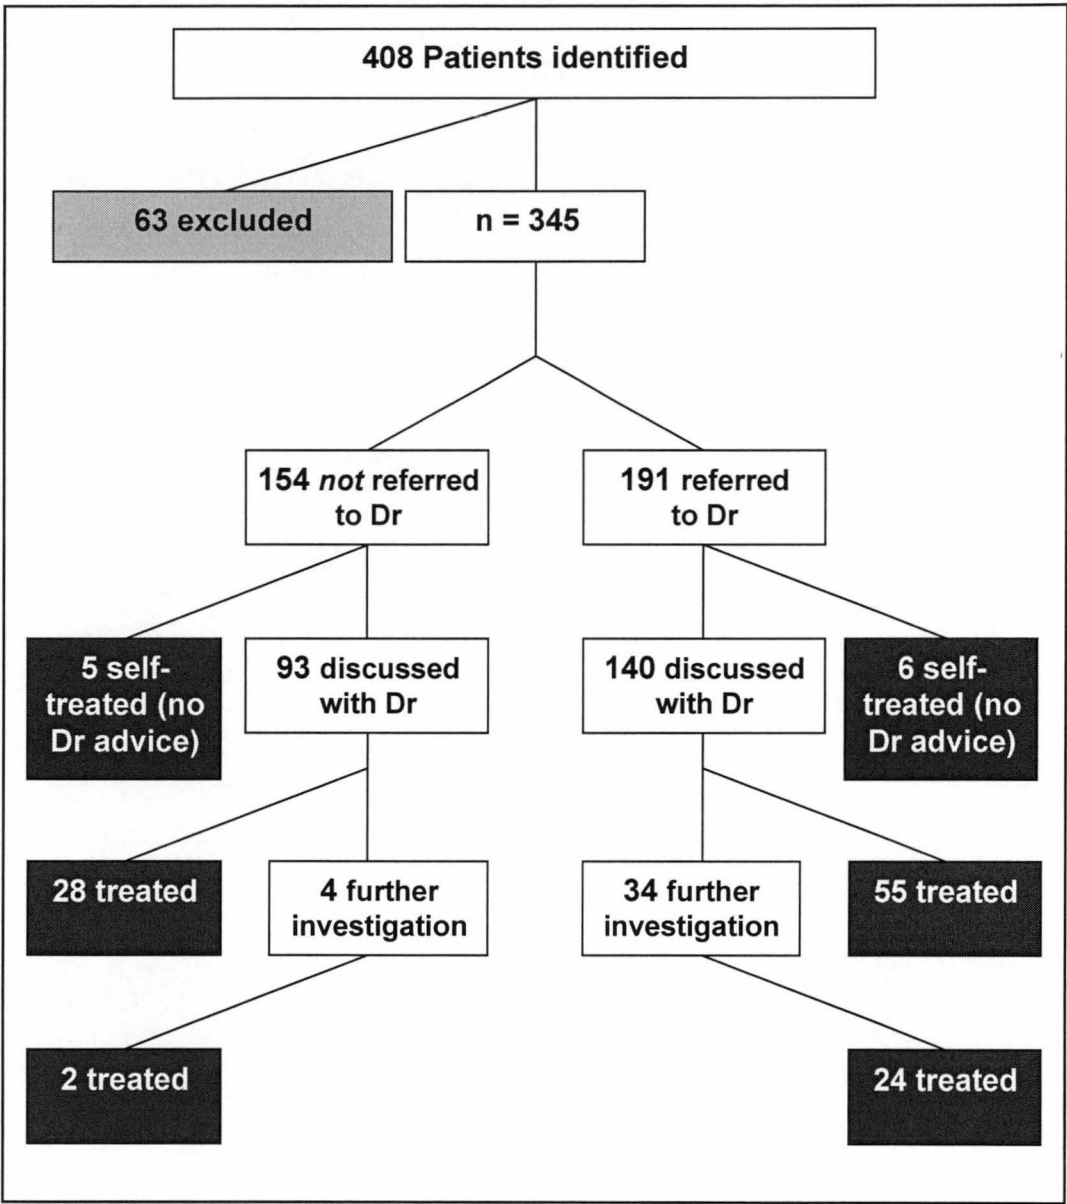 408 Patients identified
63 excluded
n = 345
154 not referred
to Dr
191 referred
to Dr
5 self-
treated (no
Dr advice)
93 discussed
with Dr
140 discussed
with Dr
6 self-
treated (no
Dr advice)
28 treated
4 further
investigation
34 further
investigation
55 treated
2 treated
24 treated